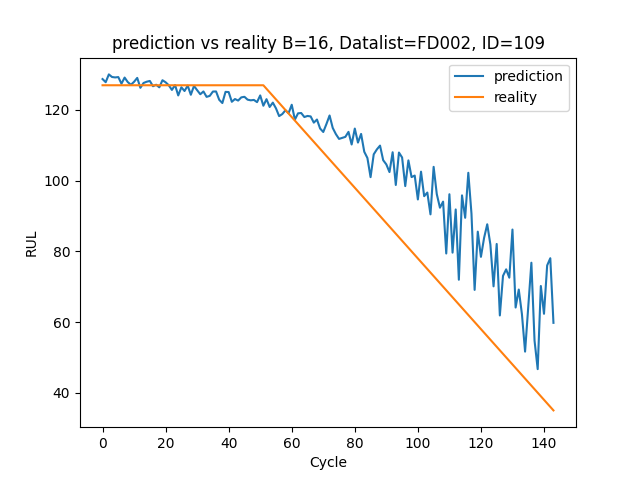 prediction vs reality B=16, Datalist=FD002, ID=109
prediction
reality
RUL
120
100
80
60
40
0 20 40 60 80 100 120 140
Cycle